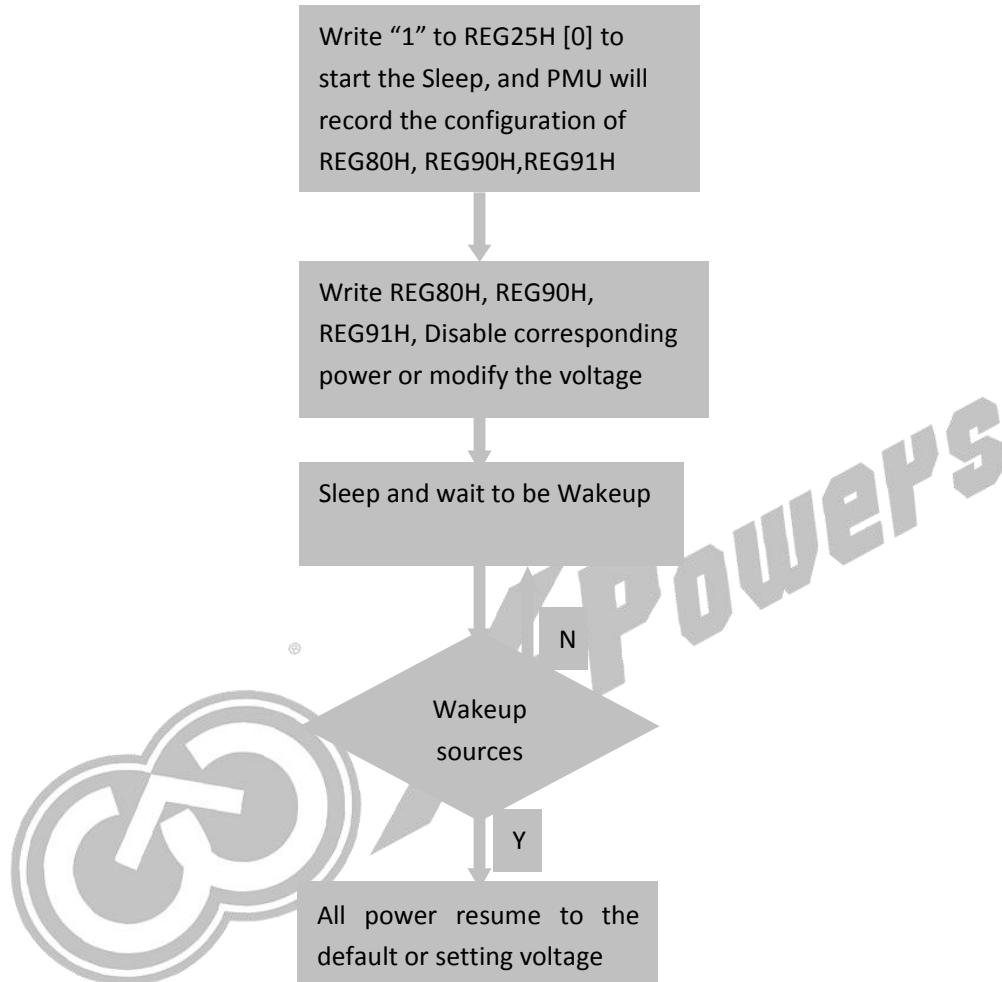 Write “1” to REG25H [0] to
start the Sleep, and PMU will
record the configuration of
REG80H, REG90H,REG91H
Write REG80H, REG90H,
REG91H, Disable corresponding
power or modify the voltage
Sleep and wait to be Wakeup
N
Wakeup
sources
Y
All power resume to the
default or setting voltage
X Powers
®